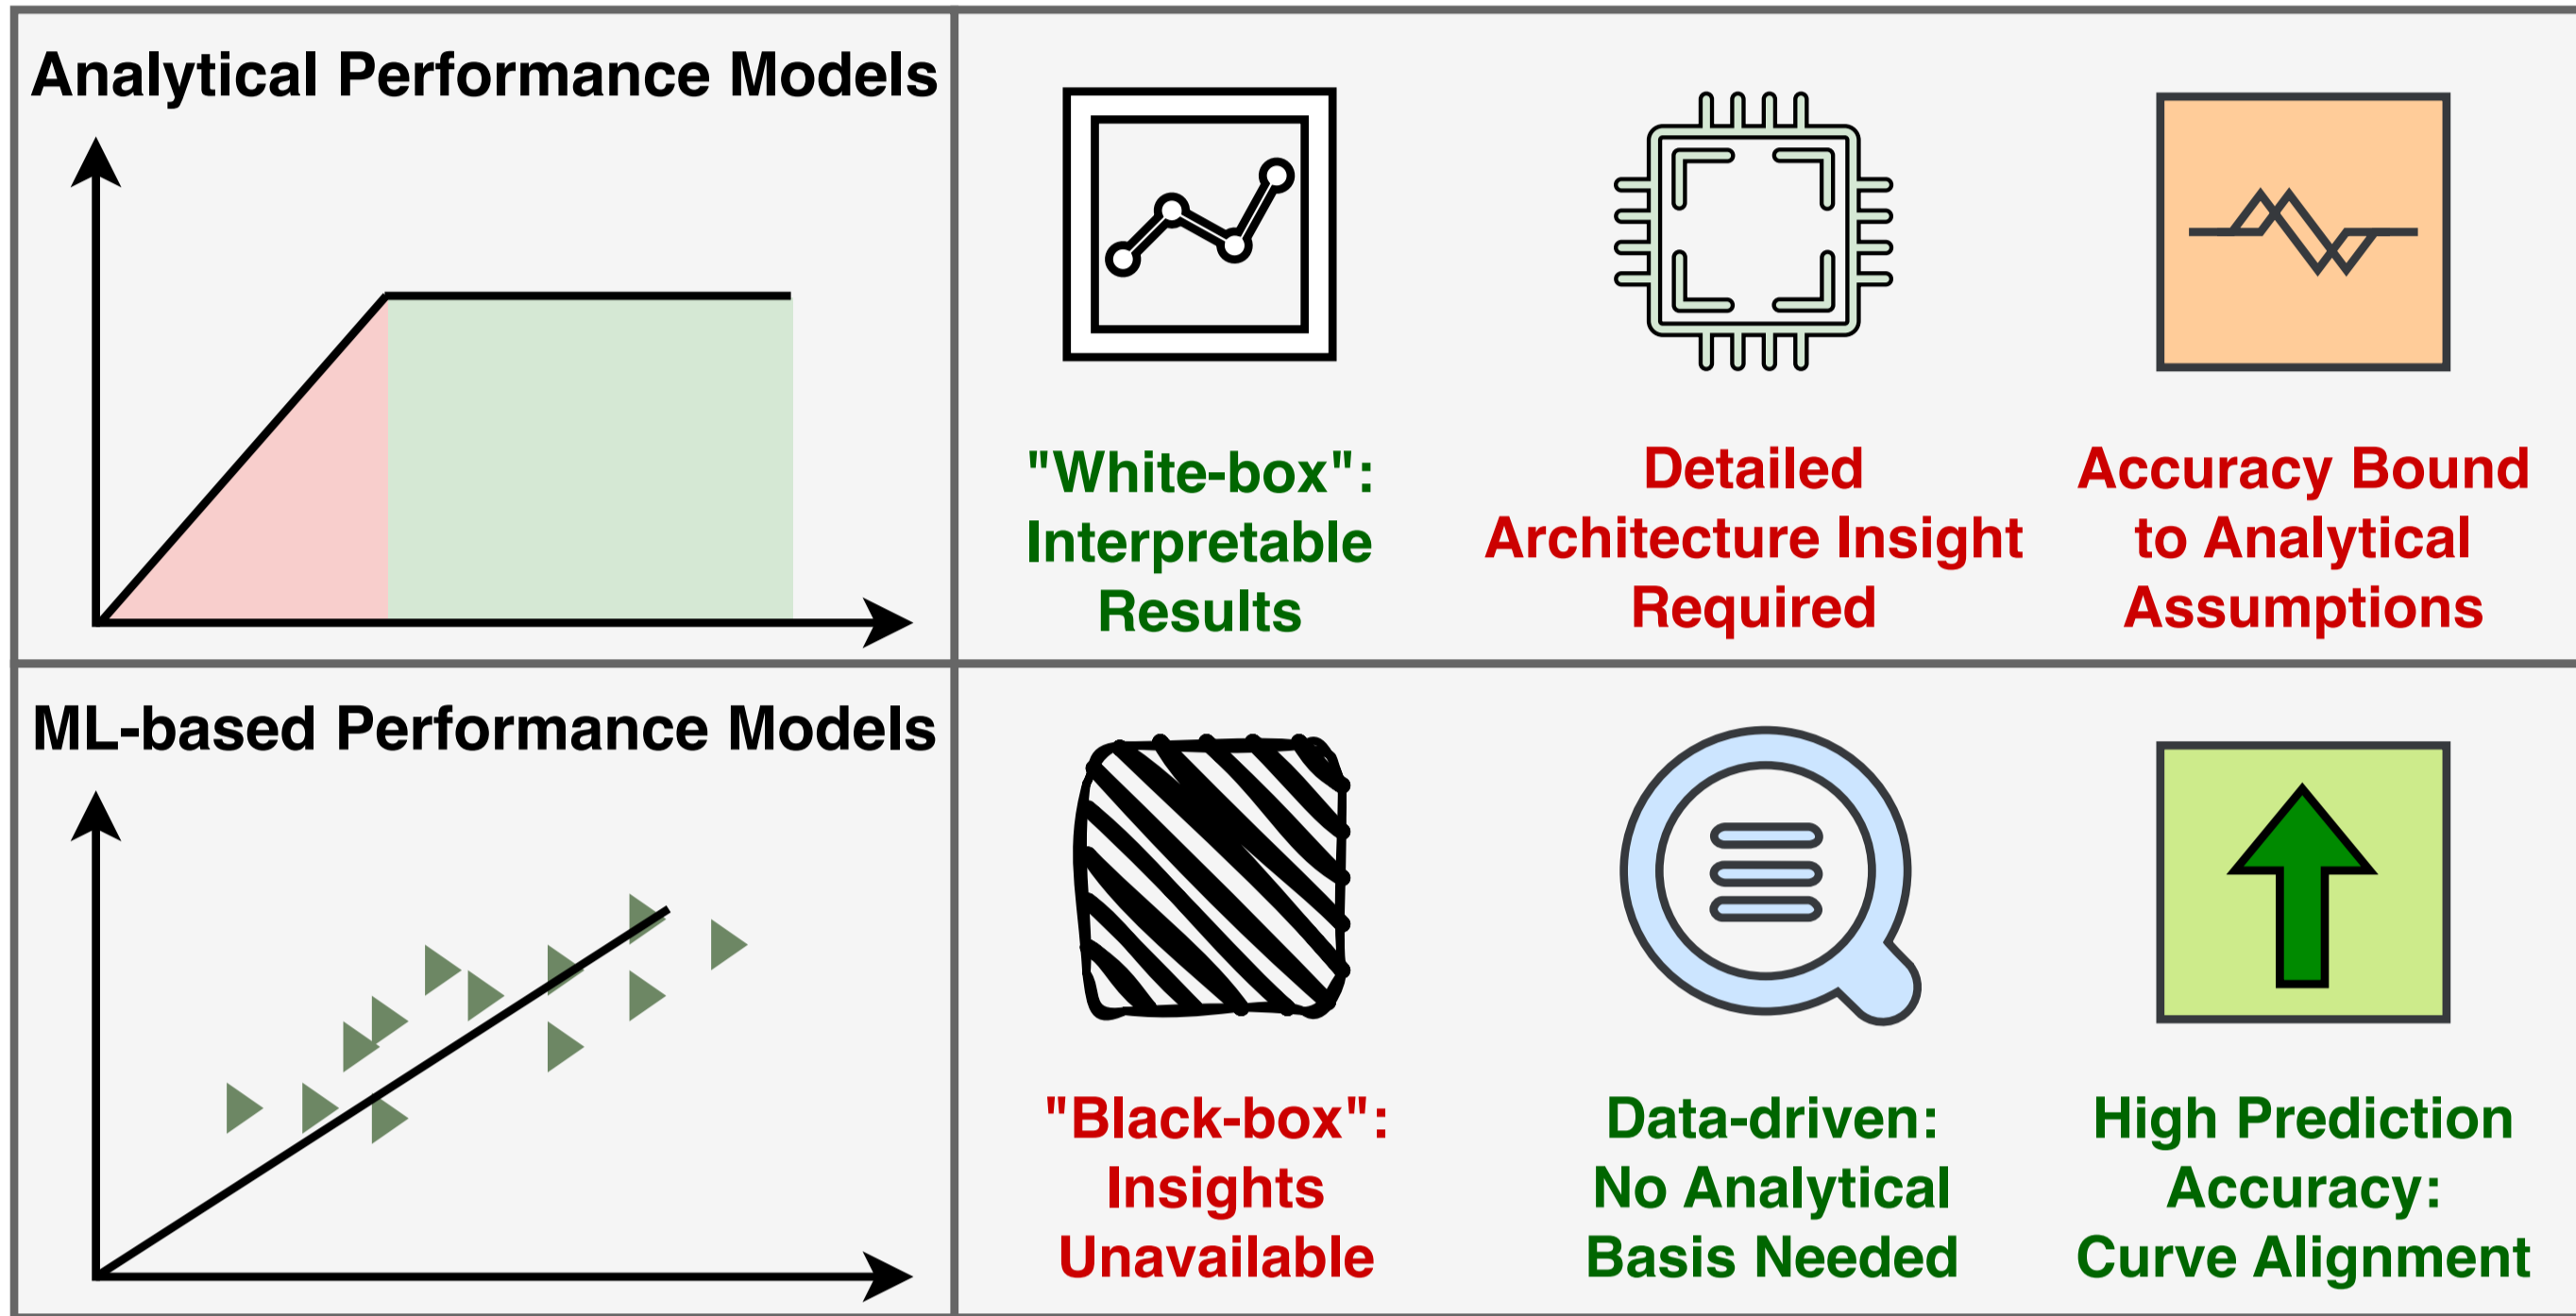 Analytical Performance Models
"White-box":
Interpretable
Results
Detailed
Architecture Insight
Required
Accuracy Bound
to Analytical
Assumptions
ML-based Performance Models
"Black-box":
Insights
Unavailable
Data-driven:
No Analytical
Basis Needed
High Prediction
Accuracy:
Curve Alignment